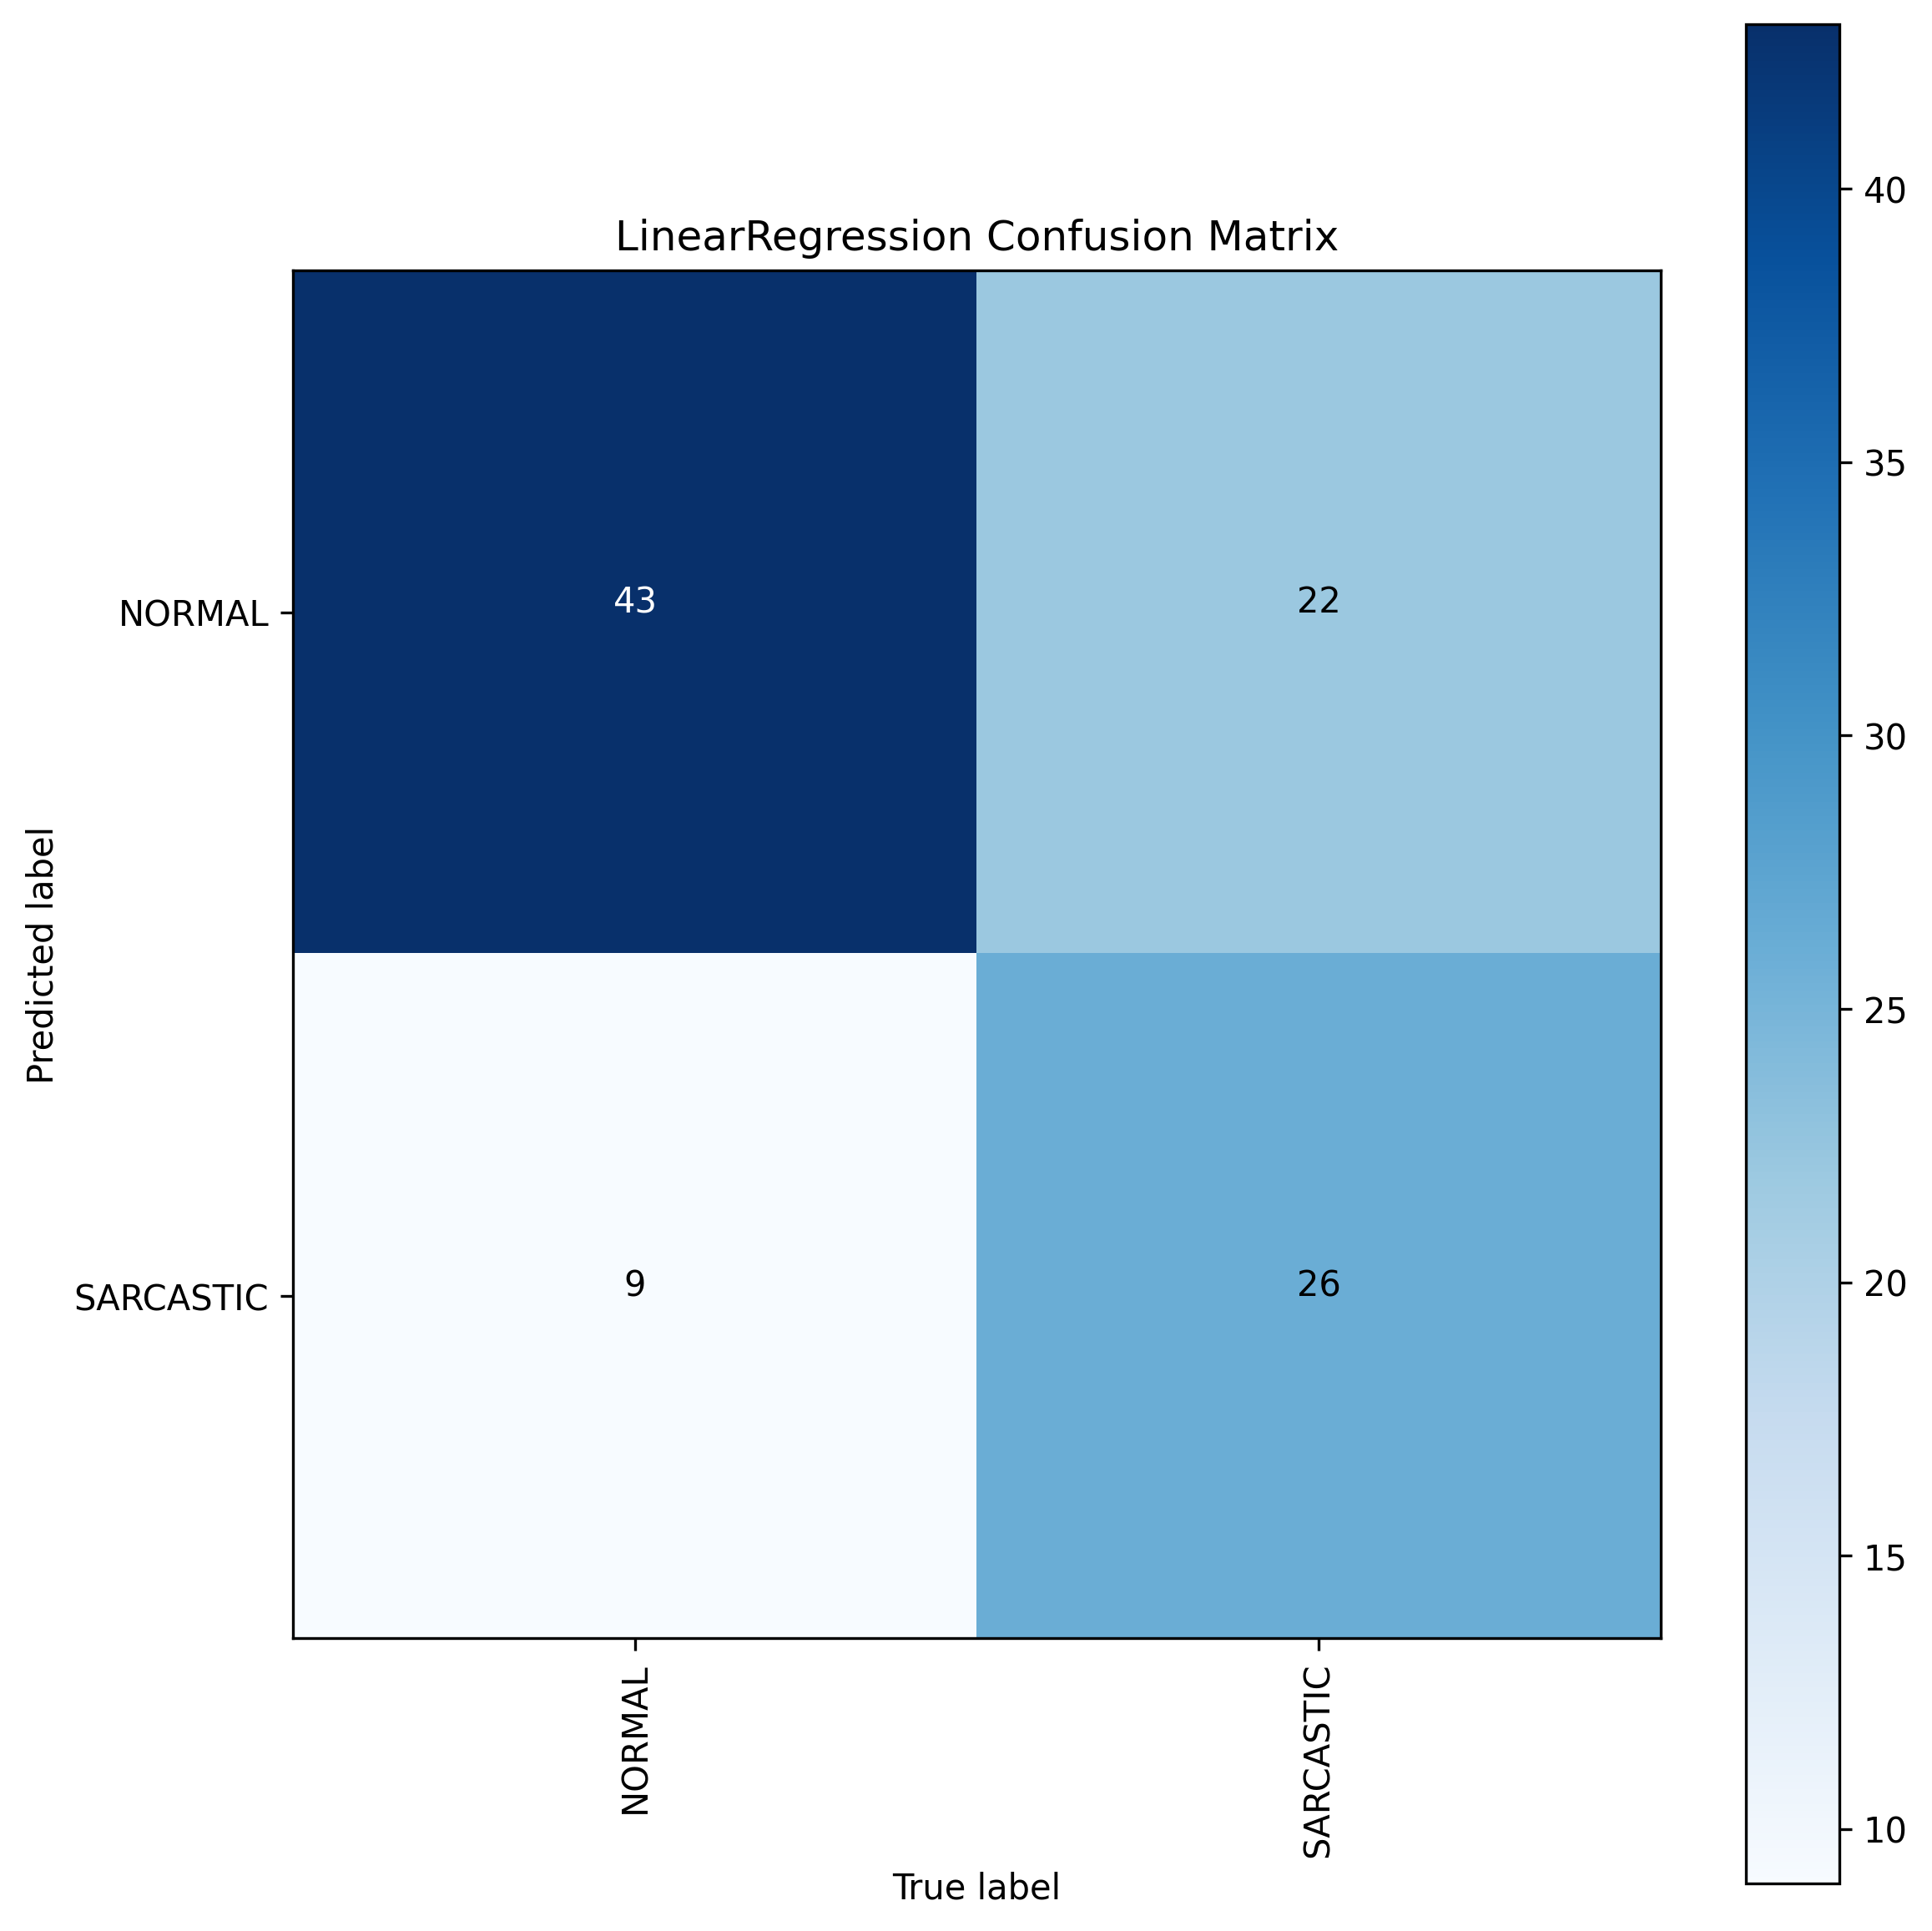 LinearRegression Confusion Matrix
Predicted label
NORMAL
43
22
SARCASTIC
9
26
NORMAL
SARCASTIC
True label
40
35
30
25
20
15
10